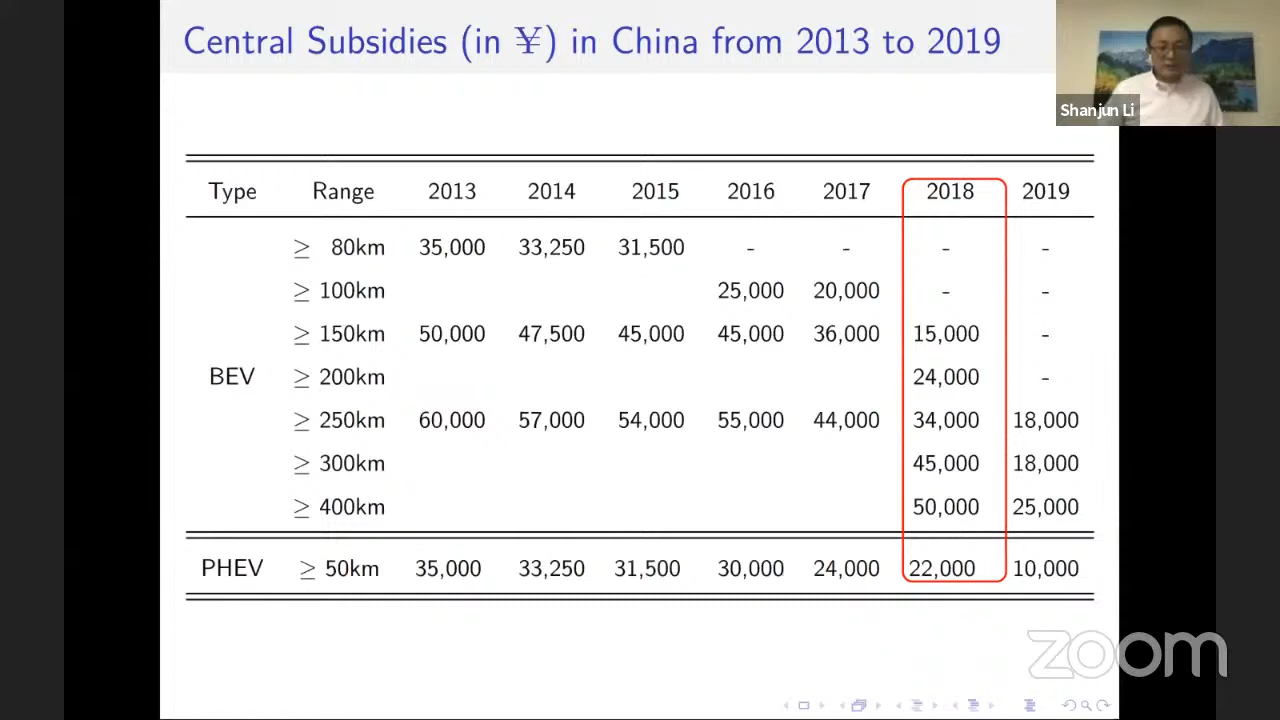 Central Subsidies (in ¥) in China from 2013 to 2019
Shanjun Li
Type Range 2013 2014 2015 2016 2017 2018 2019
≥ 80km 35,000 33,250 31,500 - - - -
≥ 100km 25,000 20,000 - -
≥ 150km 50,000 47,500 45,000 45,000 36,000 15,000 -
BEV ≥ 200km 24,000 -
≥ 250km 60,000 57,000 54,000 55,000 44,000 34,000 18,000
≥ 300km 45,000 18,000
≥ 400km 50,000 25,000
PHEV ≥ 50km 35,000 33,250 31,500 30,000 24,000 22,000 10,000
zoom